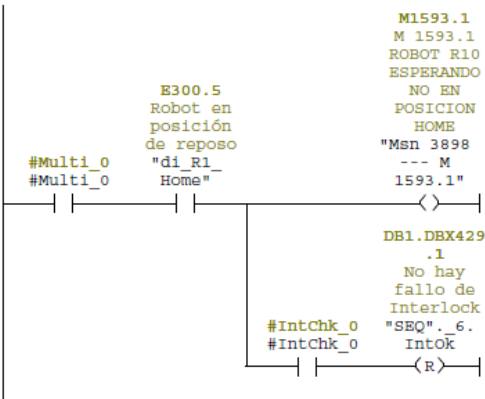 M1593.1
M 1593.1
ROBOT R10
ESPERANDO
NO EN
POSICION
HOME
"Msn 3898
--- M
1593.1"
E300.5
Robot en
posición
de reposo
"di_R1_
Home"
#Multi_0
#Multi_0
DB1.DBX429
.1
No hay
fallo de
Interlock
"SEQ"._6.
IntOk
#IntChk_0
#IntChk_0
R